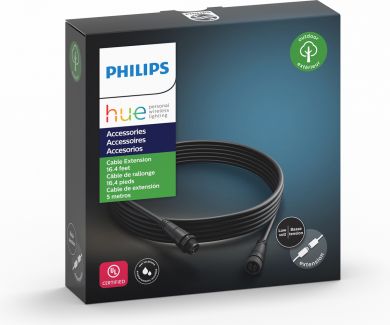 outdoor
extérieur
PHILIPS
hue personal wireless lighting
Accessories
Accessoires
Accesorios
Cable Extension
16.4 feet
Câble de rallonge
16,4 pieds
Cable de extensión
5 metros
Low volt
Basse tension
extension
UL
CERTIFIED